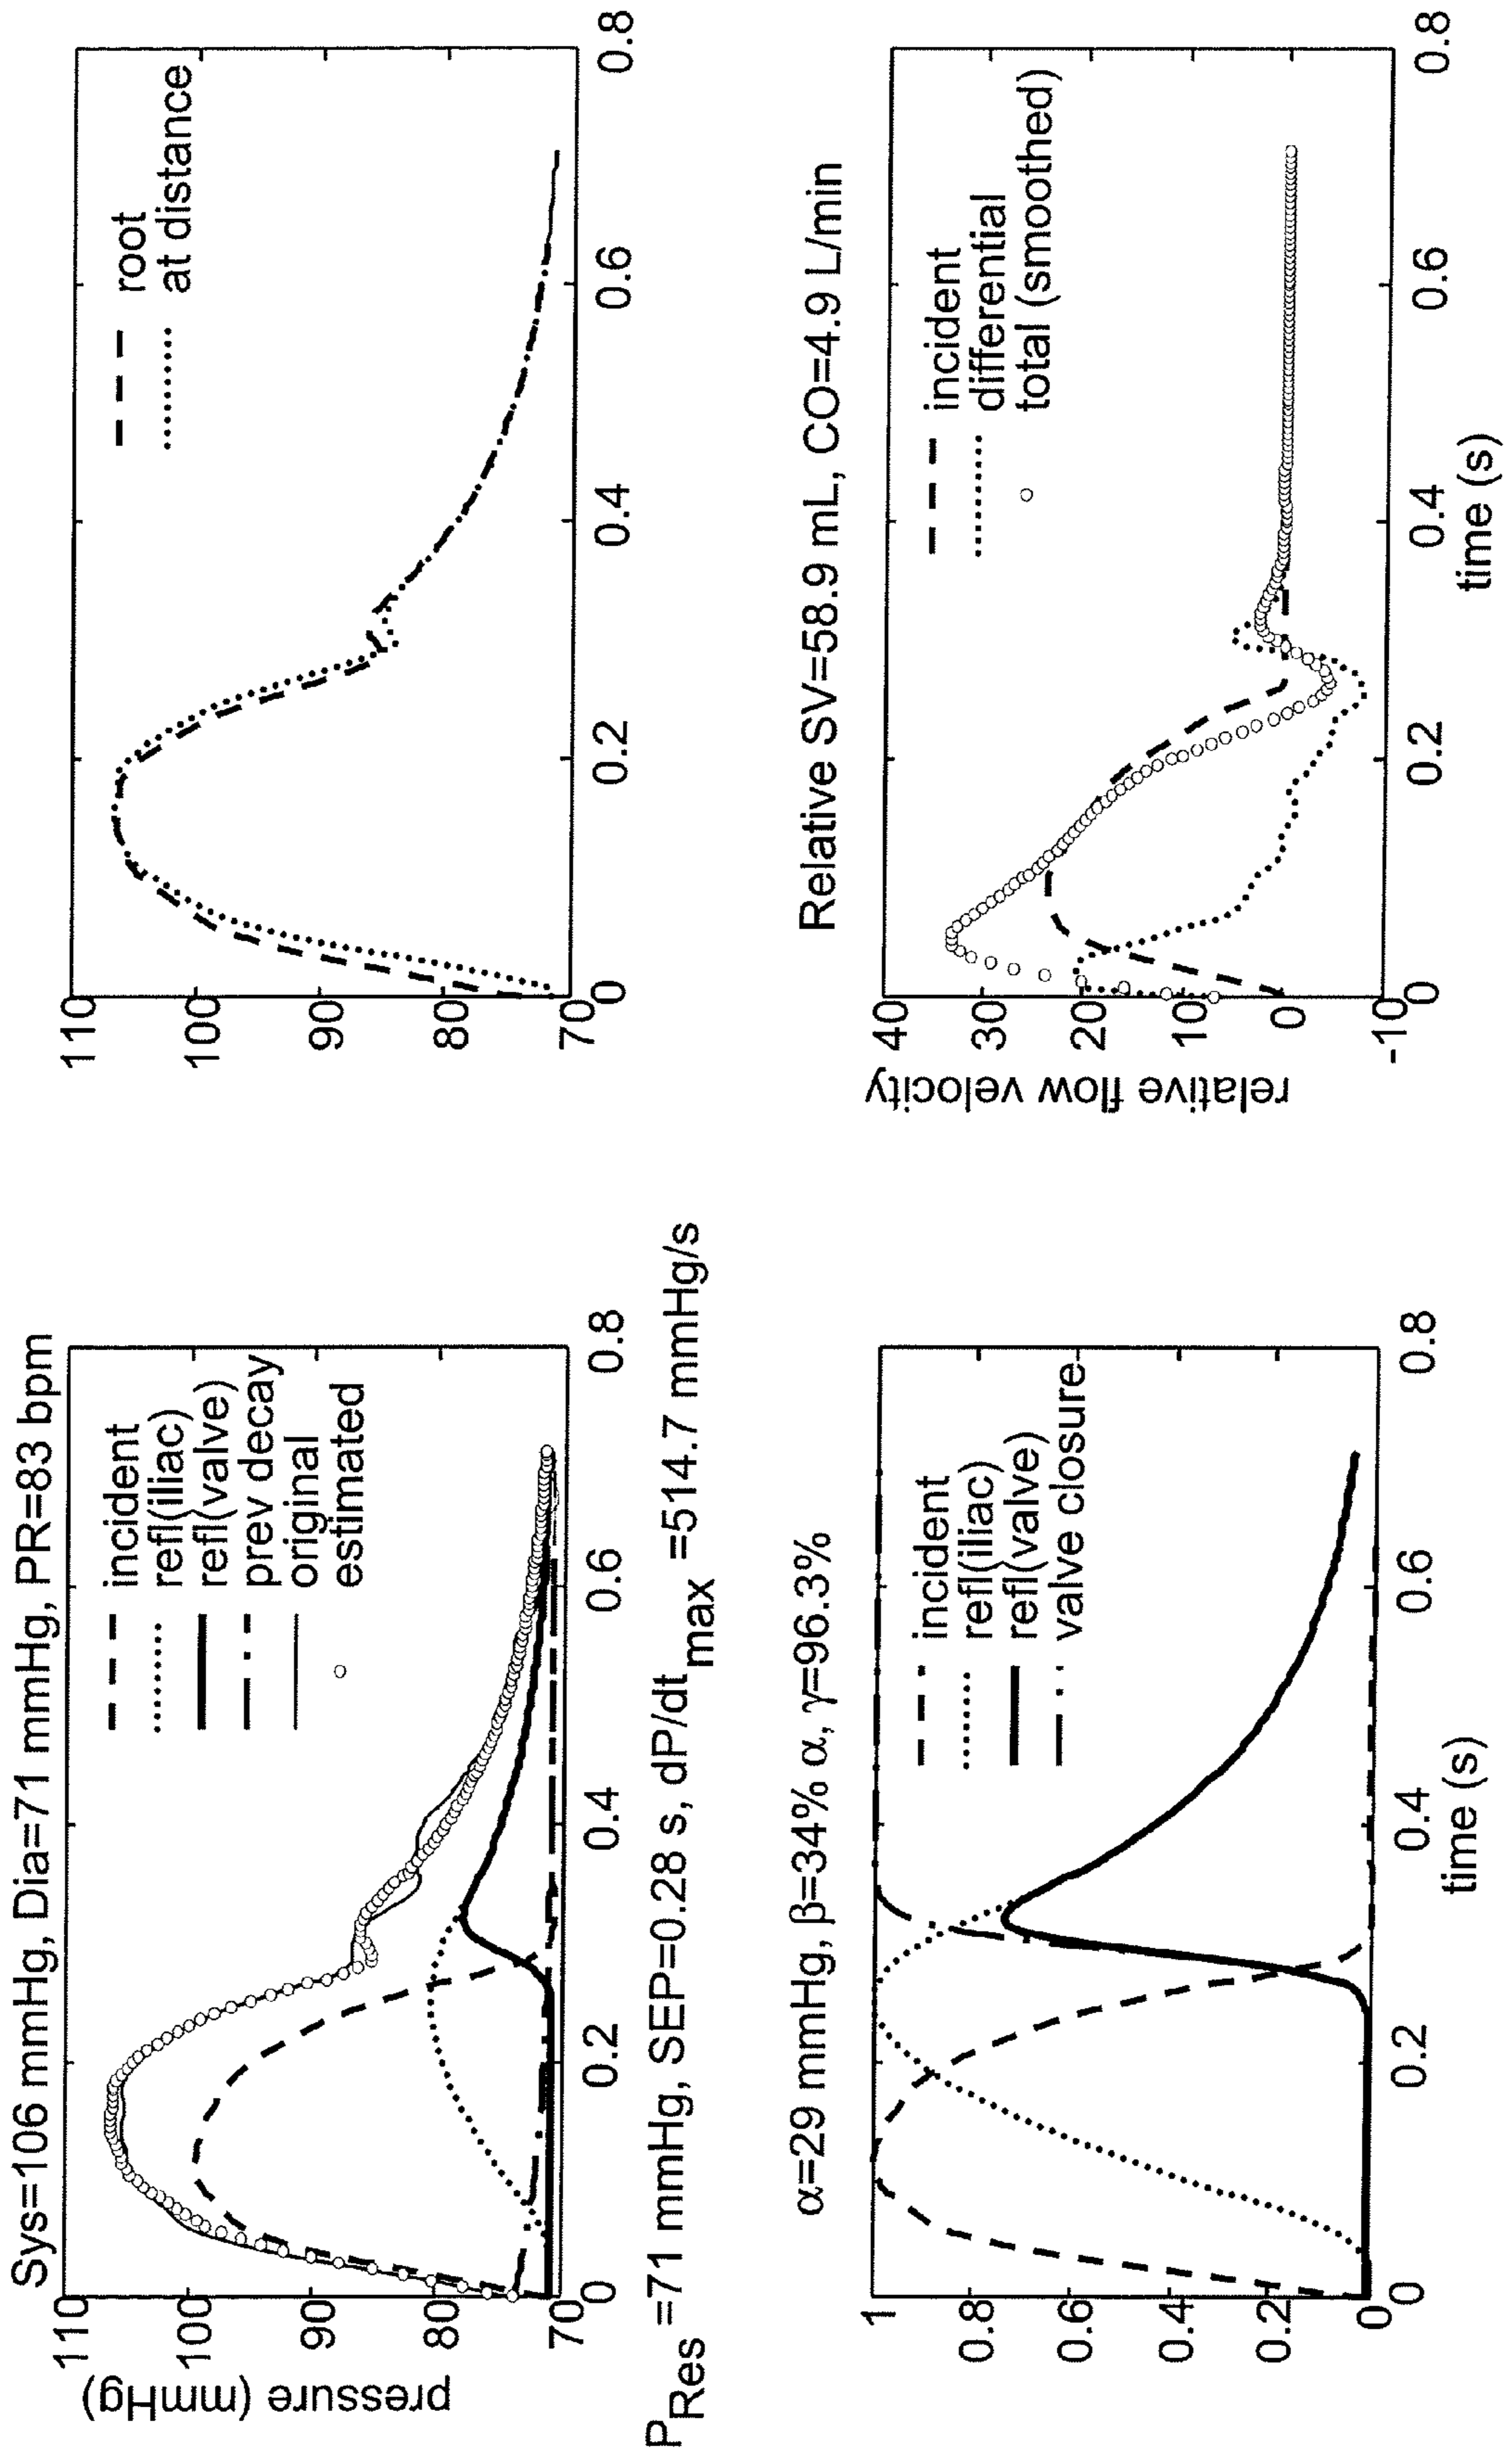 Sys=106 mmHg, Dia=71 mmHg, PR=83 bpm
110
100
90
80
70
pressure (mmHg)
incident
refl(iliac)
refl(valve)
prev decay
original
estimated
0
0.2
0.4
0.6
0.8
P_Res =71 mmHg, SEP=0.28 s, dP/dt_max =514.7 mmHg/s
110
100
90
80
70
root
at distance
0
0.2
0.4
0.6
0.8
α=29 mmHg, β=34% α, γ=96.3%
1
0.8
0.6
0.4
0.2
0
incident
refl(iliac)
refl(valve)
valve closure
0
0.2
0.4
0.6
0.8
time (s)
Relative SV=58.9 mL, CO=4.9 L/min
40
30
20
10
0
-10
relative flow velocity
incident
differential
total (smoothed)
0
0.2
0.4
0.6
0.8
time (s)